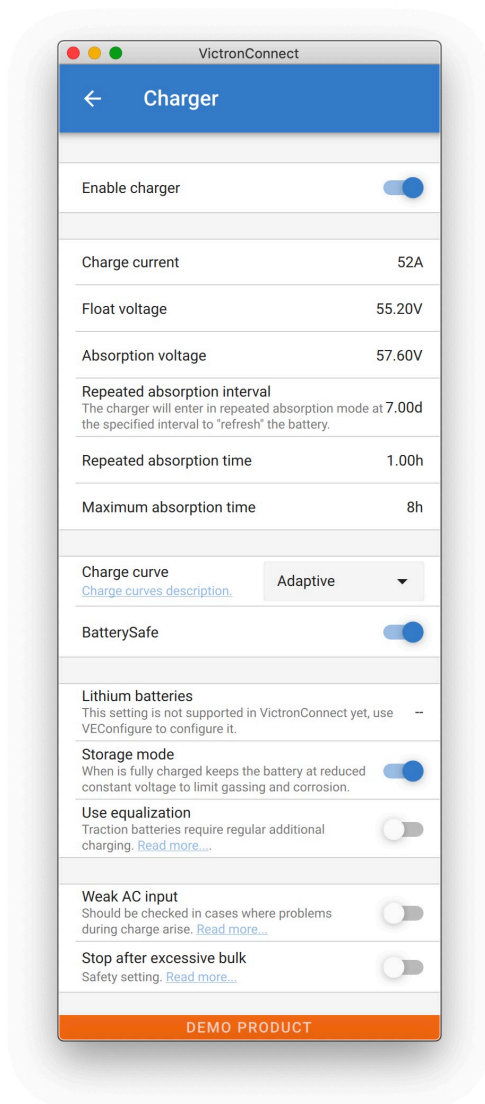 VictronConnect
Charger
Enable charger
Charge current 52A
Float voltage 55.20V
Absorption voltage 57.60V
Repeated absorption interval
The charger will enter in repeated absorption mode at 7.00d
the specified interval to "refresh" the battery.
Repeated absorption time 1.00h
Maximum absorption time 8h
Charge curve Adaptive
Charge curves description.
BatterySafe
Lithium batteries
This setting is not supported in VictronConnect yet, use --
VEConfigure to configure it.
Storage mode
When is fully charged keeps the battery at reduced
constant voltage to limit gassing and corrosion.
Use equalization
Traction batteries require regular additional
charging. Read more....
Weak AC input
Should be checked in cases where problems
during charge arise. Read more...
Stop after excessive bulk
Safety setting. Read more...
DEMO PRODUCT